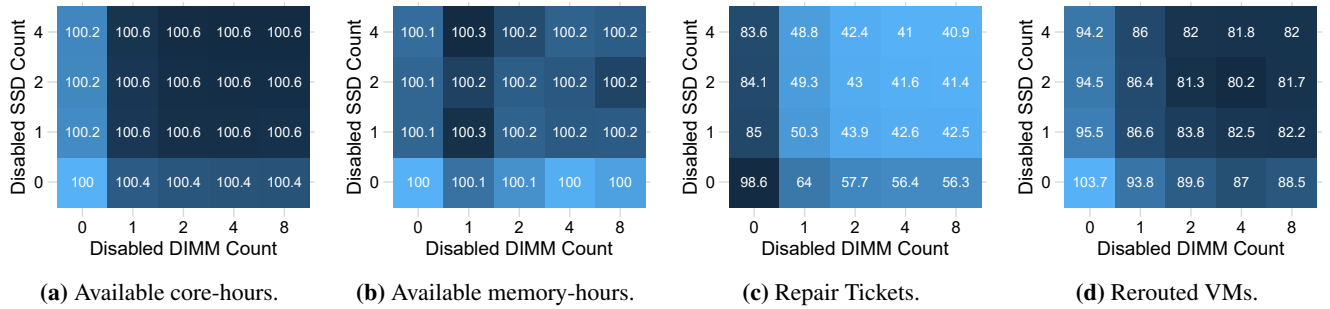 Disabled SSD Count
4 100.2 100.6 100.6 100.6 100.6
2 100.2 100.6 100.6 100.6 100.6
1 100.2 100.6 100.6 100.6 100.6
0 100 100.4 100.4 100.4 100.4
0 1 2 4 8
Disabled DIMM Count
(a) Available core-hours.
Disabled SSD Count
4 100.1 100.3 100.2 100.2 100.2
2 100.1 100.2 100.2 100.2 100.2
1 100.1 100.3 100.2 100.2 100.2
0 100 100.1 100.1 100 100
0 1 2 4 8
Disabled DIMM Count
(b) Available memory-hours.
Disabled SSD Count
4 83.6 48.8 42.4 41 40.9
2 84.1 49.3 43 41.6 41.4
1 85 50.3 43.9 42.6 42.5
0 98.6 64 57.7 56.4 56.3
0 1 2 4 8
Disabled DIMM Count
(c) Repair Tickets.
Disabled SSD Count
4 94.2 86 82 81.8 82
2 94.5 86.4 81.3 80.2 81.7
1 95.5 86.6 83.8 82.5 82.2
0 103.7 93.8 89.6 87 88.5
0 1 2 4 8
Disabled DIMM Count
(d) Rerouted VMs.